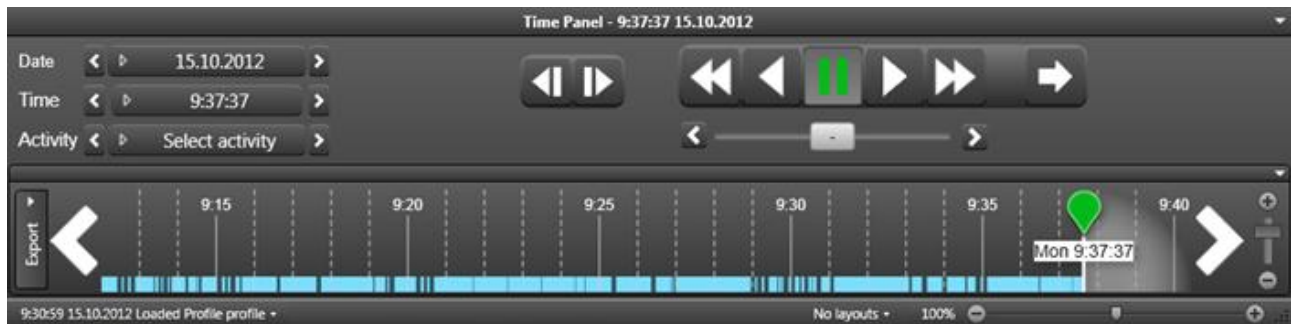 Time Panel - 9:37:37 15.10.2012
Date 15.10.2012
Time 9:37:37
Activity Select activity
-
Export
9:15 9:20 9:25 9:30 9:35 9:40
Mon 9:37:37
9:30:59 15.10.2012 Loaded Profile profile No layouts 100%